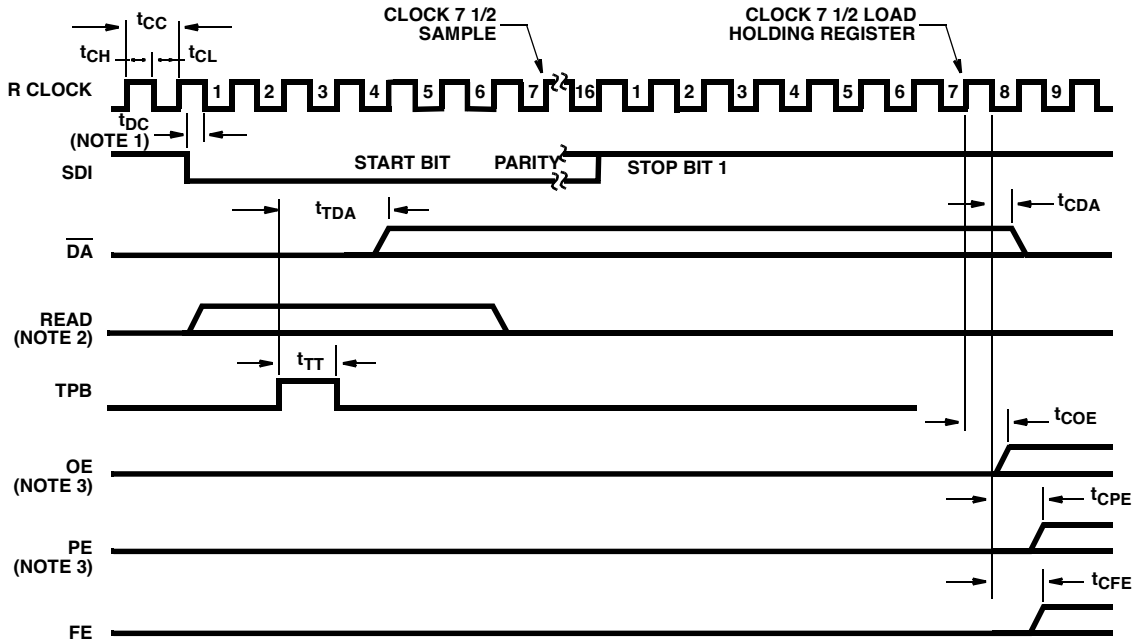 tCC
CLOCK 7 1/2
SAMPLE
CLOCK 7 1/2 LOAD
HOLDING REGISTER
tCH
tCL
R CLOCK
1 2 3 4 5 6 7 16 1 2 3 4 5 6 7 8 9
tDC
(NOTE 1)
SDI
START BIT
PARITY
STOP BIT 1
tTDA
tCDA
DA
READ
(NOTE 2)
tTT
TPB
tCOE
OE
(NOTE 3)
tCPE
PE
(NOTE 3)
tCFE
FE